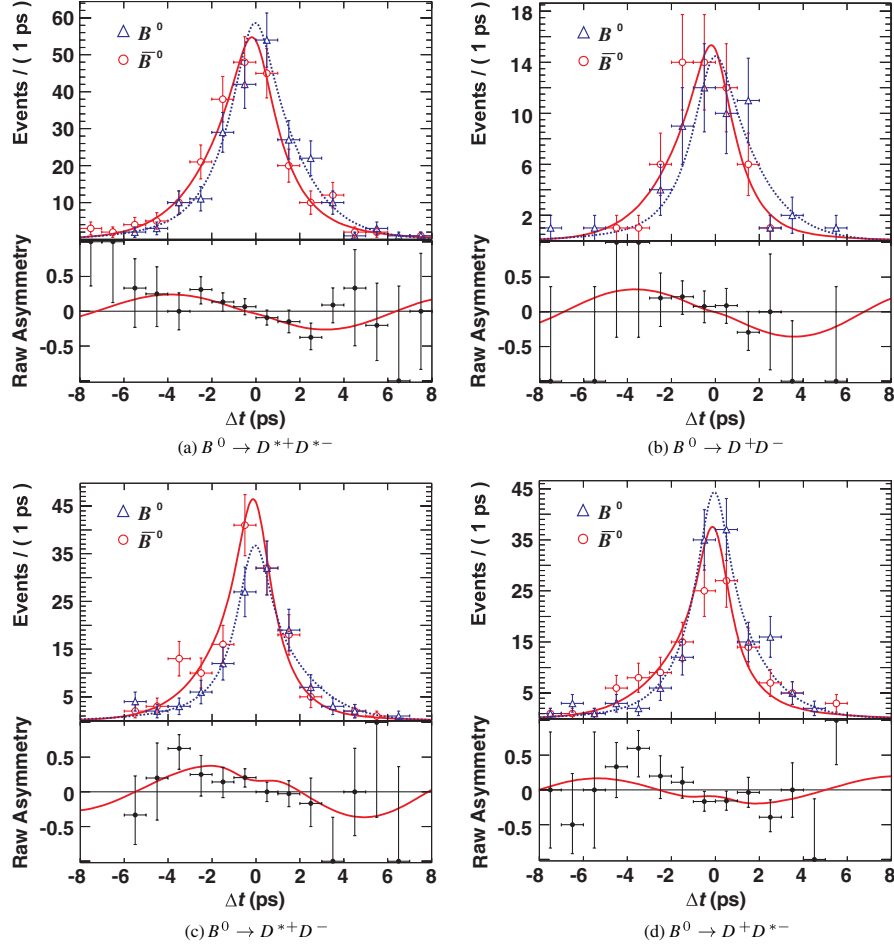 Events / ( 1 ps )
60
50
40
30
20
10
B⁰
B̅⁰
Raw Asymmetry
0.5
0
-0.5
-8 -6 -4 -2 0 2 4 6 8
Δt (ps)
(a) B⁰ → D*⁺D*⁻
Events / ( 1 ps )
18
14
10
6
2
B⁰
B̅⁰
Raw Asymmetry
0.5
0
-0.5
-8 -6 -4 -2 0 2 4 6 8
Δt (ps)
(b) B⁰ → D⁺D⁻
Events / ( 1 ps )
45
35
25
15
5
B⁰
B̅⁰
Raw Asymmetry
0.5
0
-0.5
-8 -6 -4 -2 0 2 4 6 8
Δt (ps)
(c) B⁰ → D*⁺D⁻
Events / ( 1 ps )
45
35
25
15
5
B⁰
B̅⁰
Raw Asymmetry
0.5
0
-0.5
-8 -6 -4 -2 0 2 4 6 8
Δt (ps)
(d) B⁰ → D⁺D*⁻